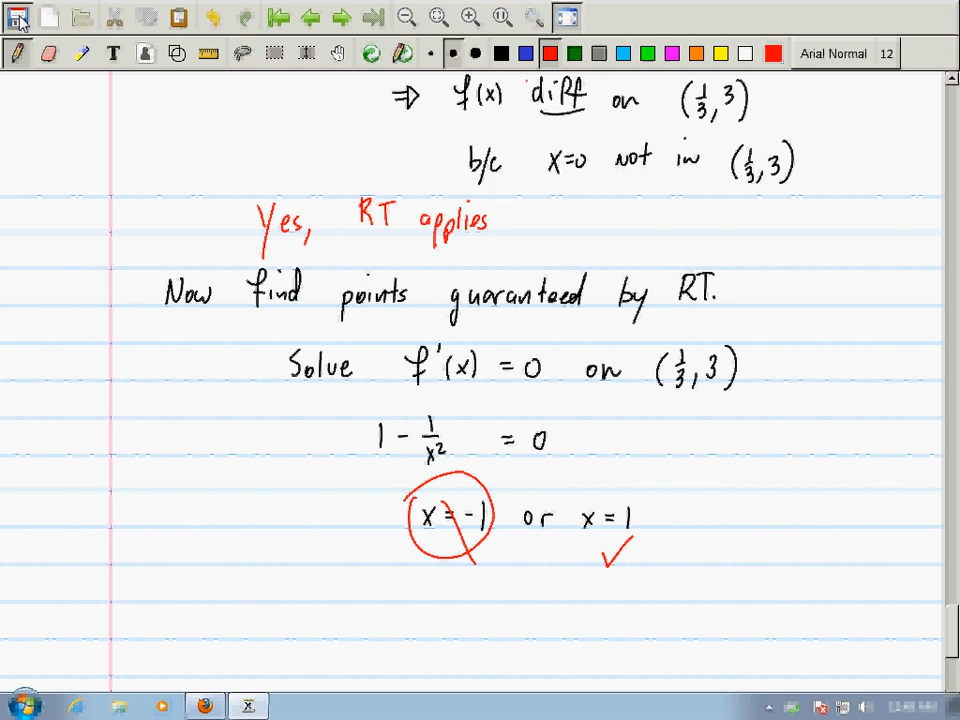 T
Arial Normal 12
⇒ f(x) diff on (1/3, 3)
b/c x=0 not in (1/3, 3)
Yes, RT applies
Now find points guaranteed by RT.
Solve f'(x) = 0 on (1/3, 3)
1 - 1/x² = 0
x = -1 or x = 1 ✓